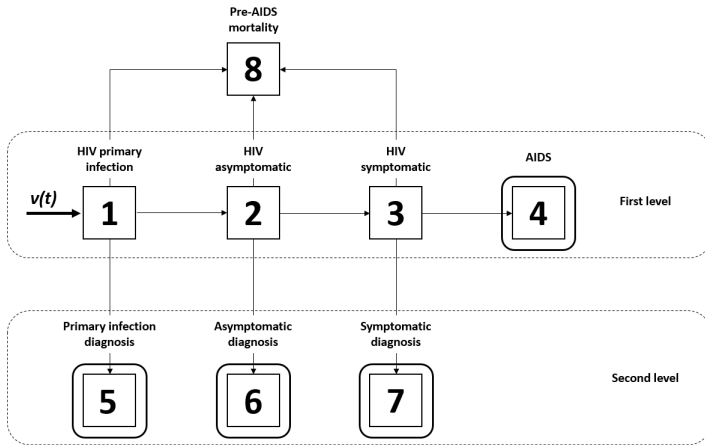 Pre-AIDS
mortality
8
HIV primary
infection
HIV
asymptomatic
HIV
symptomatic
AIDS
v(t)
1
2
3
4
First level
Primary infection
diagnosis
Asymptomatic
diagnosis
Symptomatic
diagnosis
5
6
7
Second level